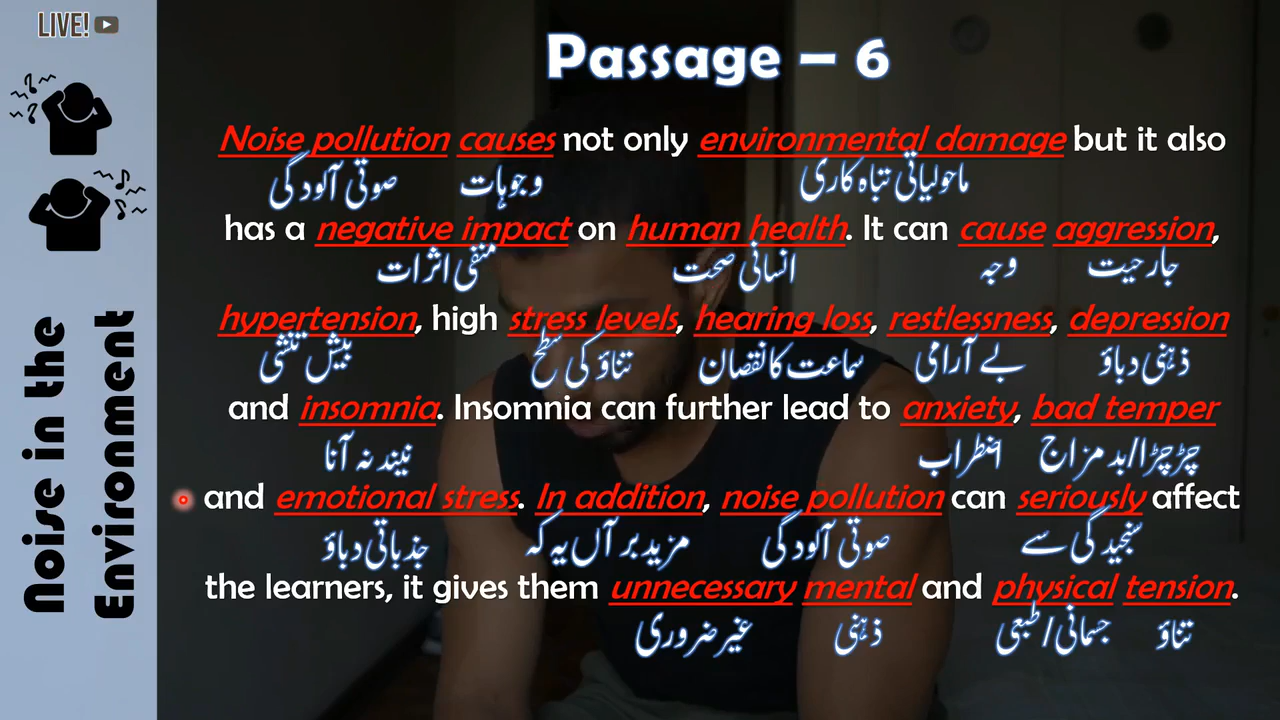 LIVE!
Noise in the
Environment
Passage – 6
Noise pollution causes not only environmental damage but it also
صوتی آلودگی وجوہات ماحولیاتی تباہ کاری
has a negative impact on human health. It can cause aggression,
منفی اثرات انسانی صحت وجہ جارحیت
hypertension, high stress levels, hearing loss, restlessness, depression
بیش تنشی تناؤ کی سطح سماعت کا نقصان بے آرامی ذہنی دباؤ
and insomnia. Insomnia can further lead to anxiety, bad temper
نیند نہ آنا اضطراب چڑچڑا/بد مزاج
and emotional stress. In addition, noise pollution can seriously affect
جذباتی دباؤ مزید بر آں یہ کہ صوتی آلودگی سنجیدگی سے
the learners, it gives them unnecessary mental and physical tension.
غیر ضروری ذہنی جسمانی/طبعی تناؤ